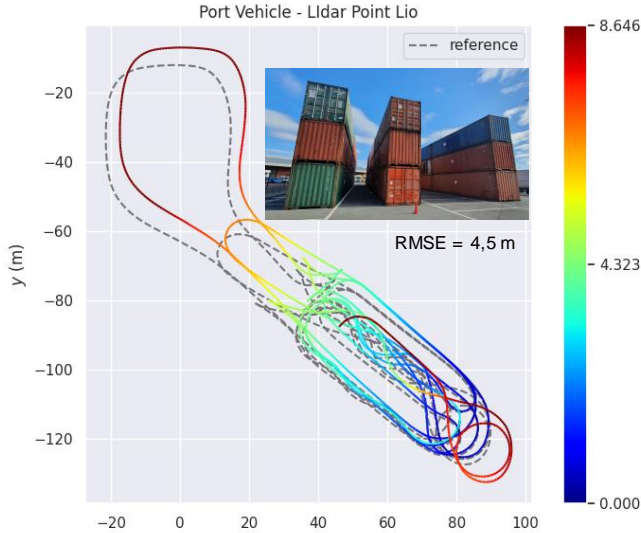 Port Vehicle - LIdar Point Lio
reference
RMSE = 4,5 m
y (m)
−20
−40
−60
−80
−100
−120
−20 0 20 40 60 80 100
8.646
4.323
0.000